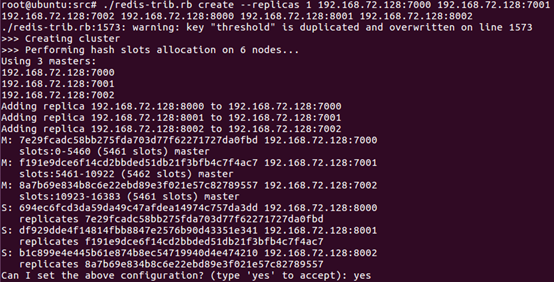 root@ubuntu:src# ./redis-trib.rb create --replicas 1 192.168.72.128:7000 192.168.72.128:7001
192.168.72.128:7002 192.168.72.128:8000 192.168.72.128:8001 192.168.72.128:8002
./redis-trib.rb:1573: warning: key "threshold" is duplicated and overwritten on line 1573
>>> Creating cluster
>>> Performing hash slots allocation on 6 nodes...
Using 3 masters:
192.168.72.128:7000
192.168.72.128:7001
192.168.72.128:7002
Adding replica 192.168.72.128:8000 to 192.168.72.128:7000
Adding replica 192.168.72.128:8001 to 192.168.72.128:7001
Adding replica 192.168.72.128:8002 to 192.168.72.128:7002
M: 7e29fcadc58bb275fda703d77f62271727da0fbd 192.168.72.128:7000
   slots:0-5460 (5461 slots) master
M: f191e9dce6f14cd2bbded51db21f3bfb4c7f4ac7 192.168.72.128:7001
   slots:5461-10922 (5462 slots) master
M: 8a7b69e834b8c6e22ebd89e3f021e57c82789557 192.168.72.128:7002
   slots:10923-16383 (5461 slots) master
S: 694ec6fcd3da59da49c47afdea14974c757da3dd 192.168.72.128:8000
   replicates 7e29fcadc58bb275fda703d77f62271727da0fbd
S: df929dde4f14814fbb8847e2576b90d43351e341 192.168.72.128:8001
   replicates f191e9dce6f14cd2bbded51db21f3bfb4c7f4ac7
S: b1c899e4e445b61e874b8ec54719940d4e474210 192.168.72.128:8002
   replicates 8a7b69e834b8c6e22ebd89e3f021e57c82789557
Can I set the above configuration? (type 'yes' to accept): yes